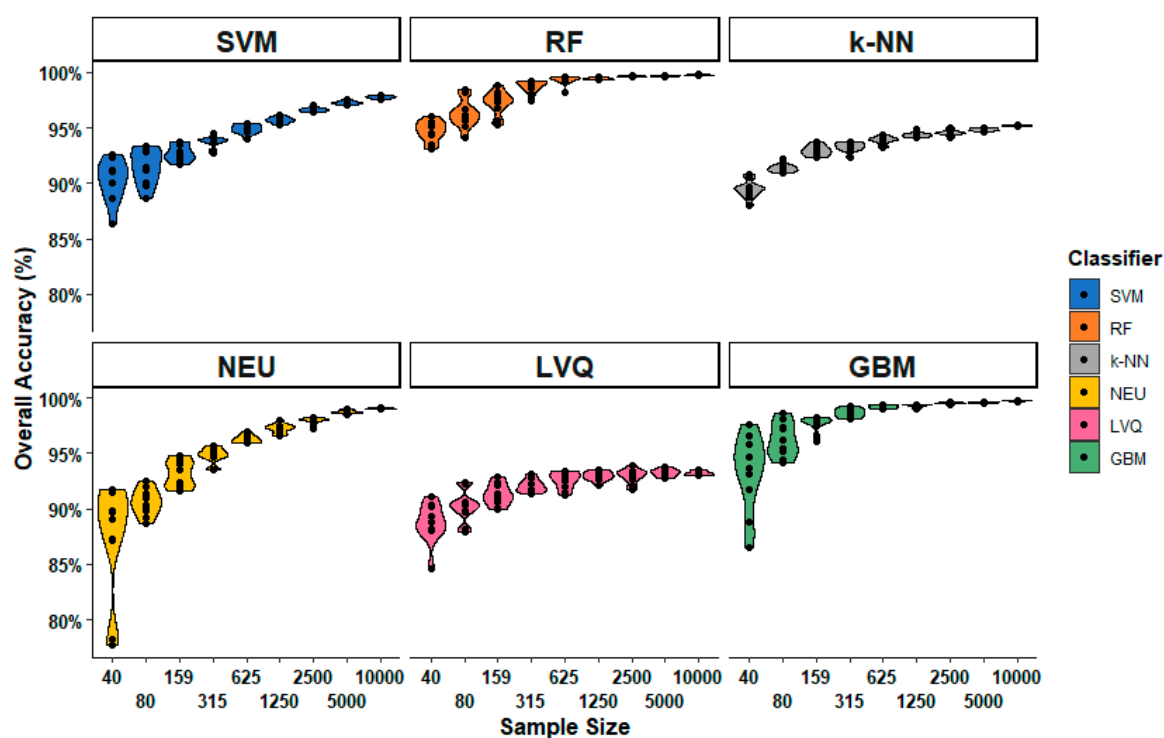 SVM RF k-NN
100%
95%
90%
85%
80%
NEU LVQ GBM
100%
95%
90%
85%
80%
Overall Accuracy (%)
40 159 625 2500 10000 40 159 625 2500 10000 40 159 625 2500 10000
80 315 1250 5000 80 315 1250 5000 80 315 1250 5000
Sample Size
Classifier
SVM
RF
k-NN
NEU
LVQ
GBM